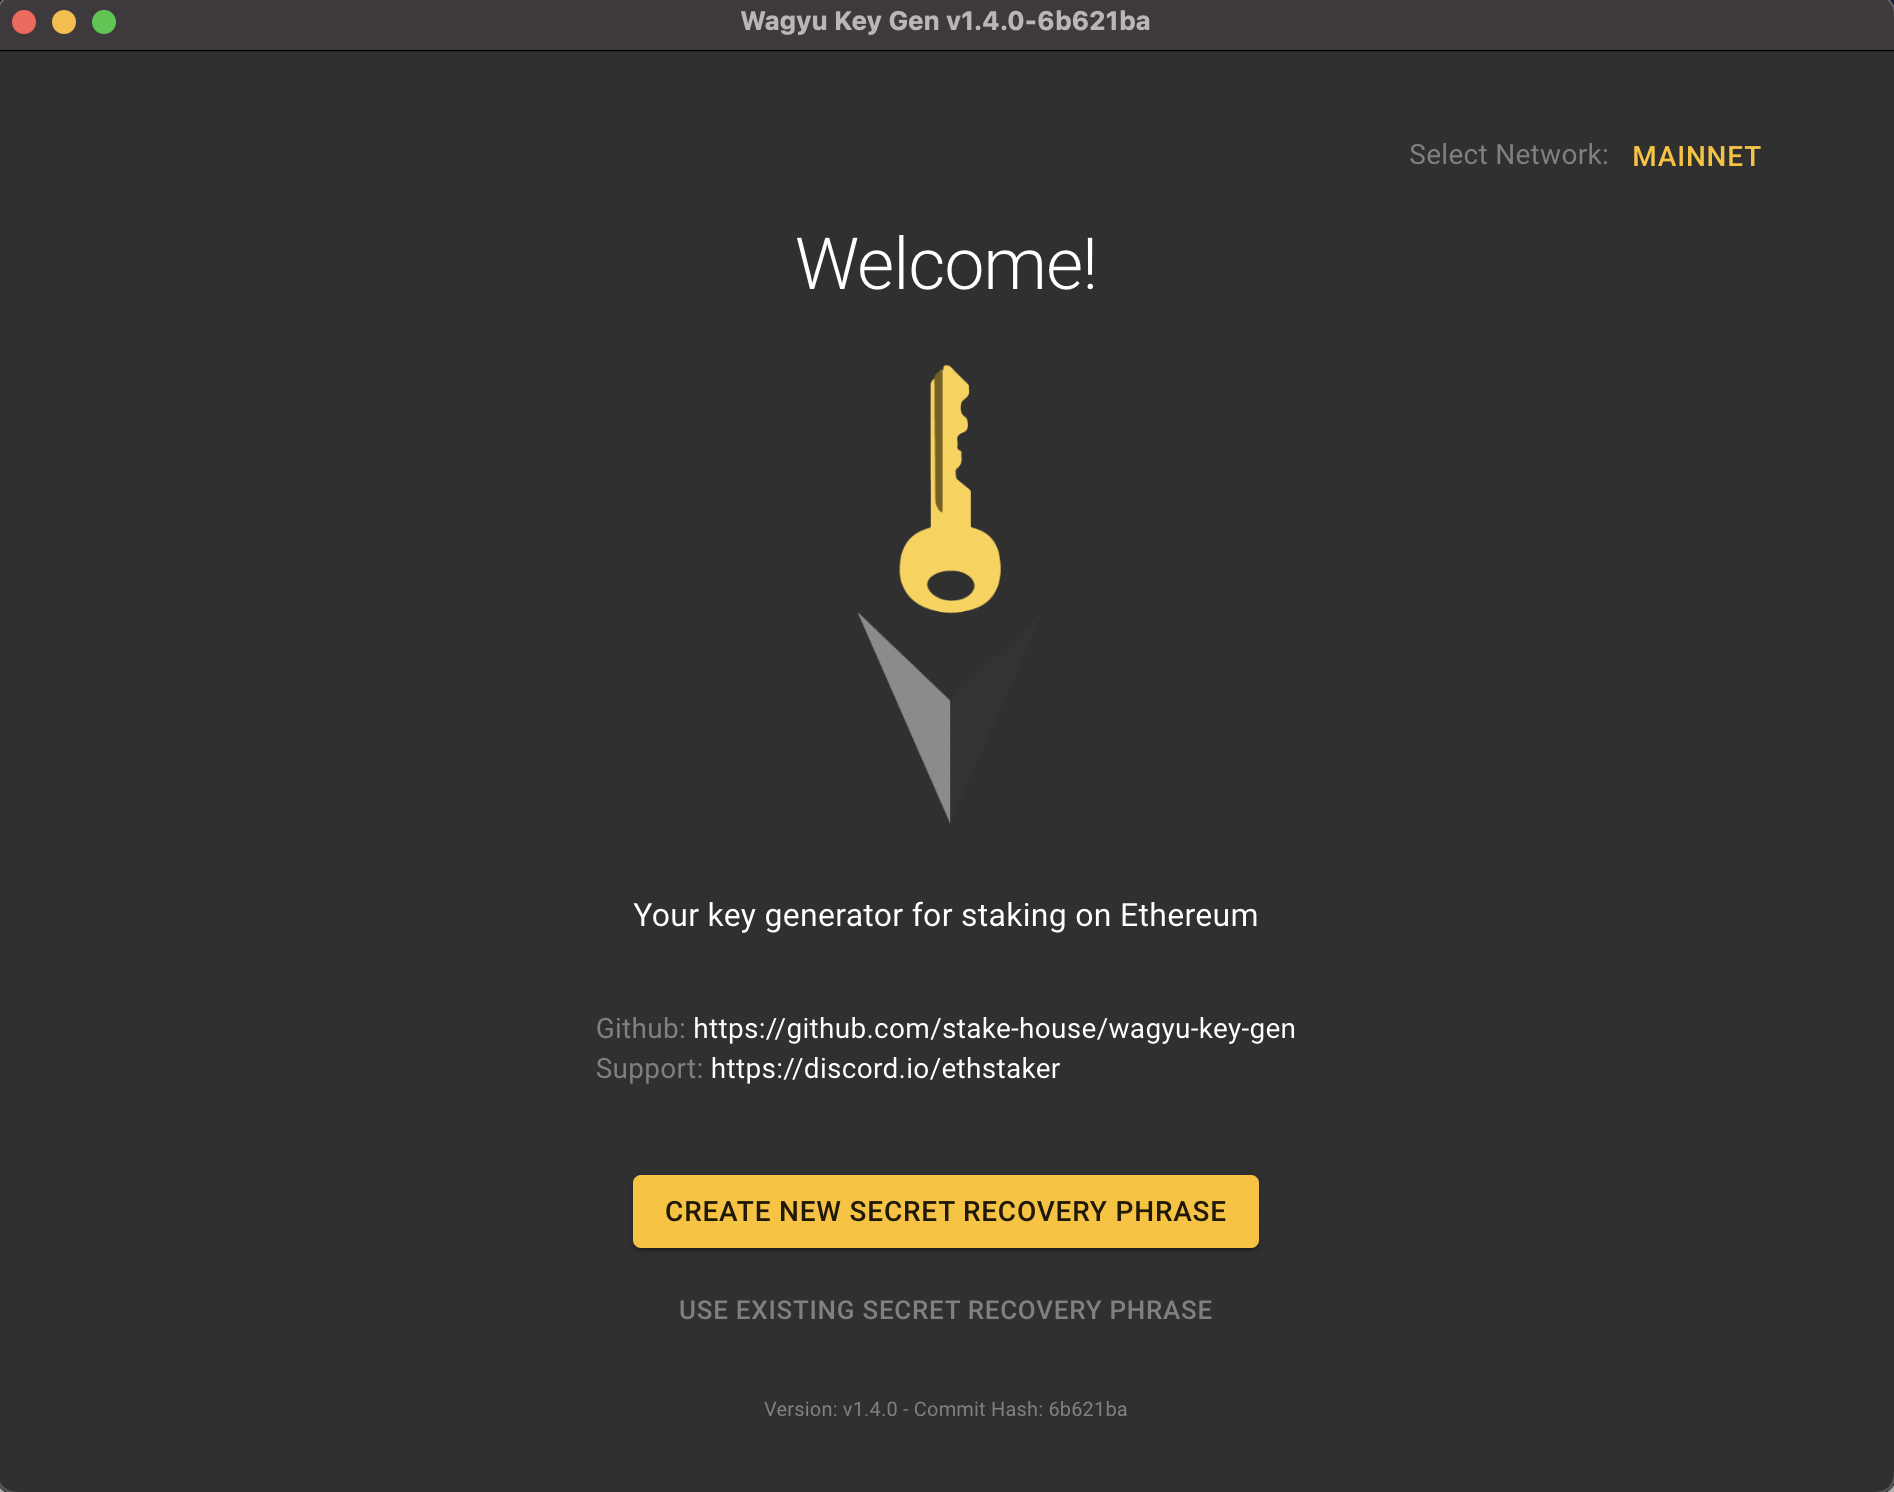 Wagyu Key Gen v1.4.0-6b621ba
Select Network: MAINNET
Welcome!
Your key generator for staking on Ethereum
Github: https://github.com/stake-house/wagyu-key-gen
Support: https://discord.io/ethstaker
CREATE NEW SECRET RECOVERY PHRASE
USE EXISTING SECRET RECOVERY PHRASE
Version: v1.4.0 - Commit Hash: 6b621ba